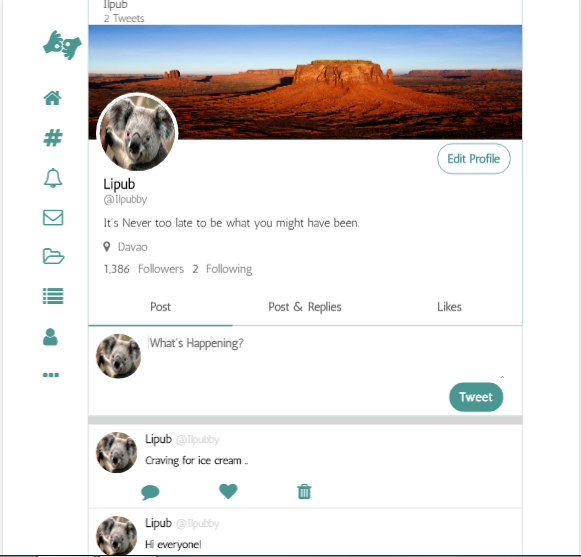 Ilpub
2 Tweets
Edit Profile
Lipub
@Ilpubby
It's Never too late to be what you might have been.
Davao
1,386 Followers 2 Following
Post Post & Replies Likes
What's Happening?
Tweet
Lipub @Ilpubby
Craving for ice cream ..
Lipub @Ilpubby
Hi everyone!